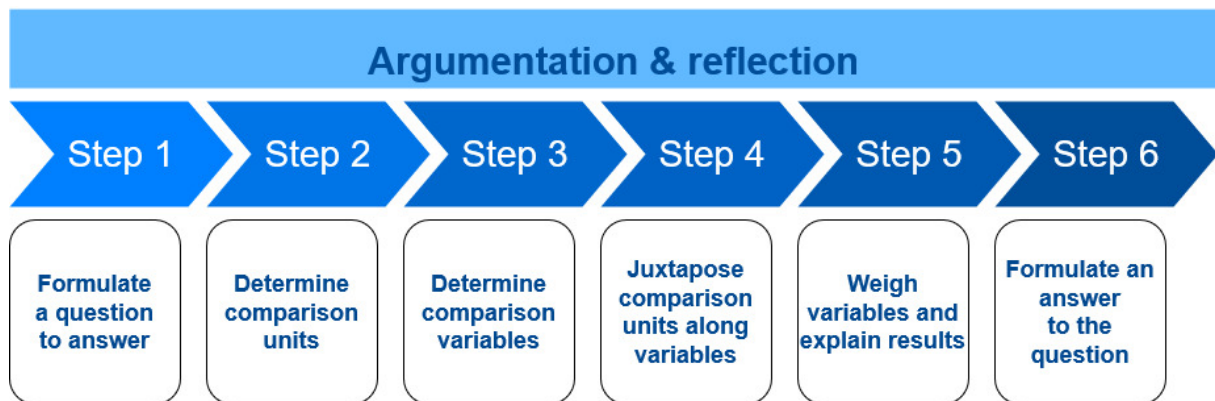 Argumentation & reflection
Step 1
Step 2
Step 3
Step 4
Step 5
Step 6
Formulate
a question
to answer
Determine
comparison
units
Determine
comparison
variables
Juxtapose
comparison
units along
variables
Weigh
variables and
explain results
Formulate an
answer
to the
question